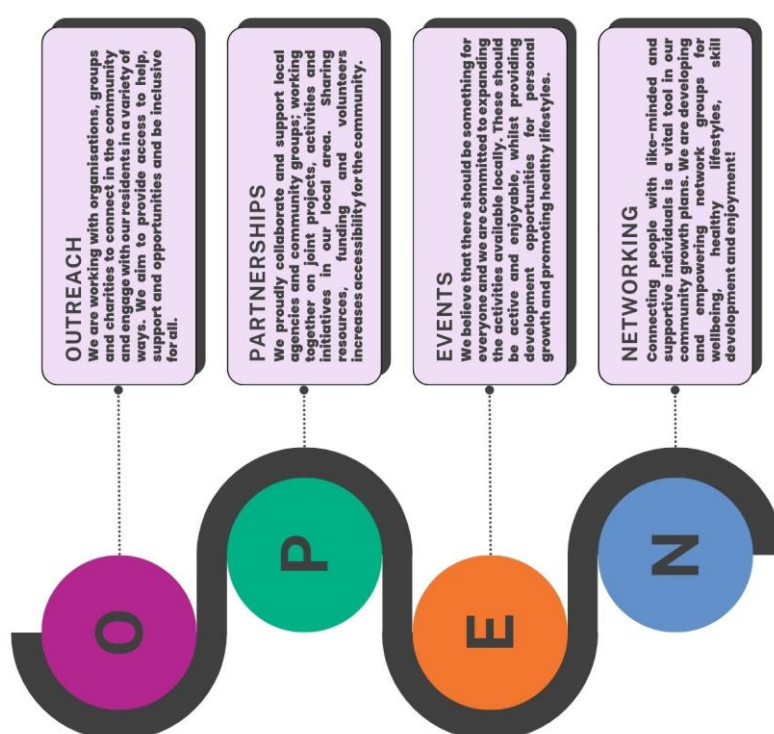 O
OUTREACH
We are working with organisations, groups
and charities to connect in the community
and engage with our residents in a variety of
ways. We aim to provide access to help,
support and opportunities and be inclusive
for all.
P
PARTNERSHIPS
We proudly collaborate and support local
agencies and community groups; working
together on joint projects, activities and
initiatives in our local area. Sharing
resources, funding and volunteers
increases accessibility for the community.
E
EVENTS
We believe that there should be something for
everyone and we are committed to expanding
the activities available locally. These should
be active and enjoyable, whilst providing
development opportunities for personal
growth and promoting healthy lifestyles.
N
NETWORKING
Connecting people with like-minded and
supportive individuals is a vital tool in our
community growth plans. We are developing
and empowering network groups for
wellbeing, healthy lifestyles, skill
development and enjoyment!